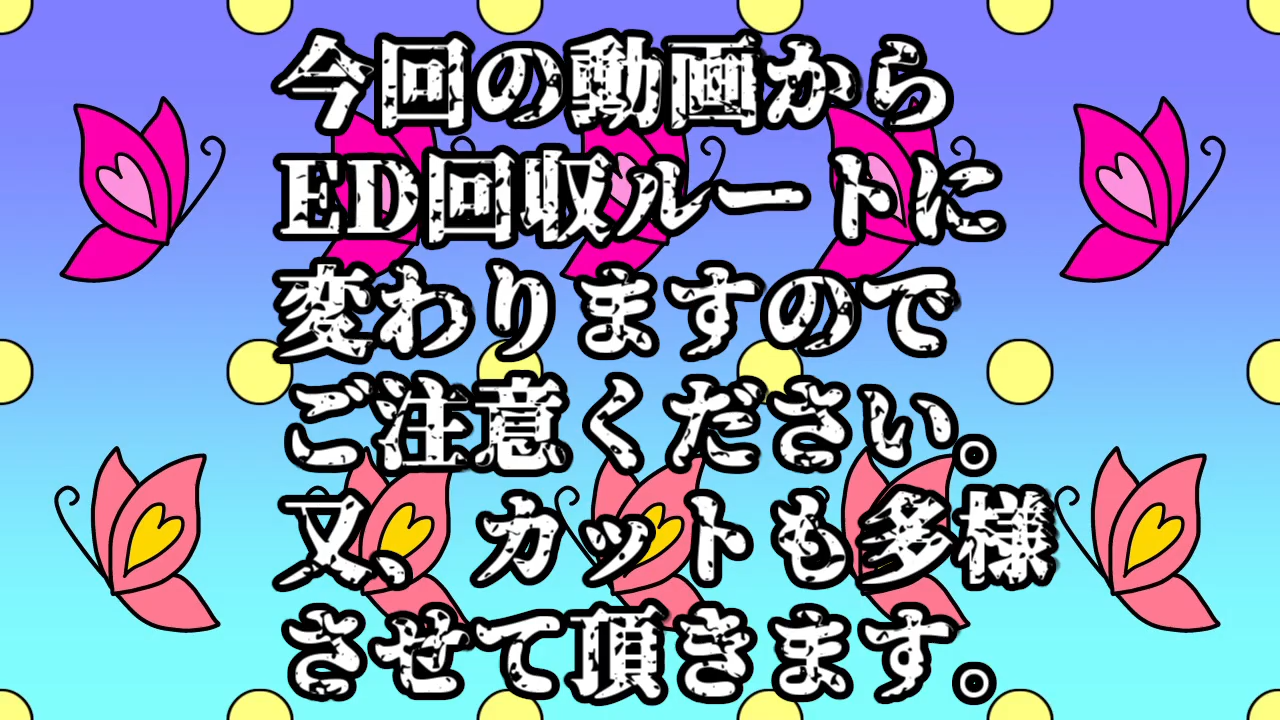 今回の動画から
ED回収ルートに
変わりますので
ご注意ください。
又、カットも多様
させて頂きます。